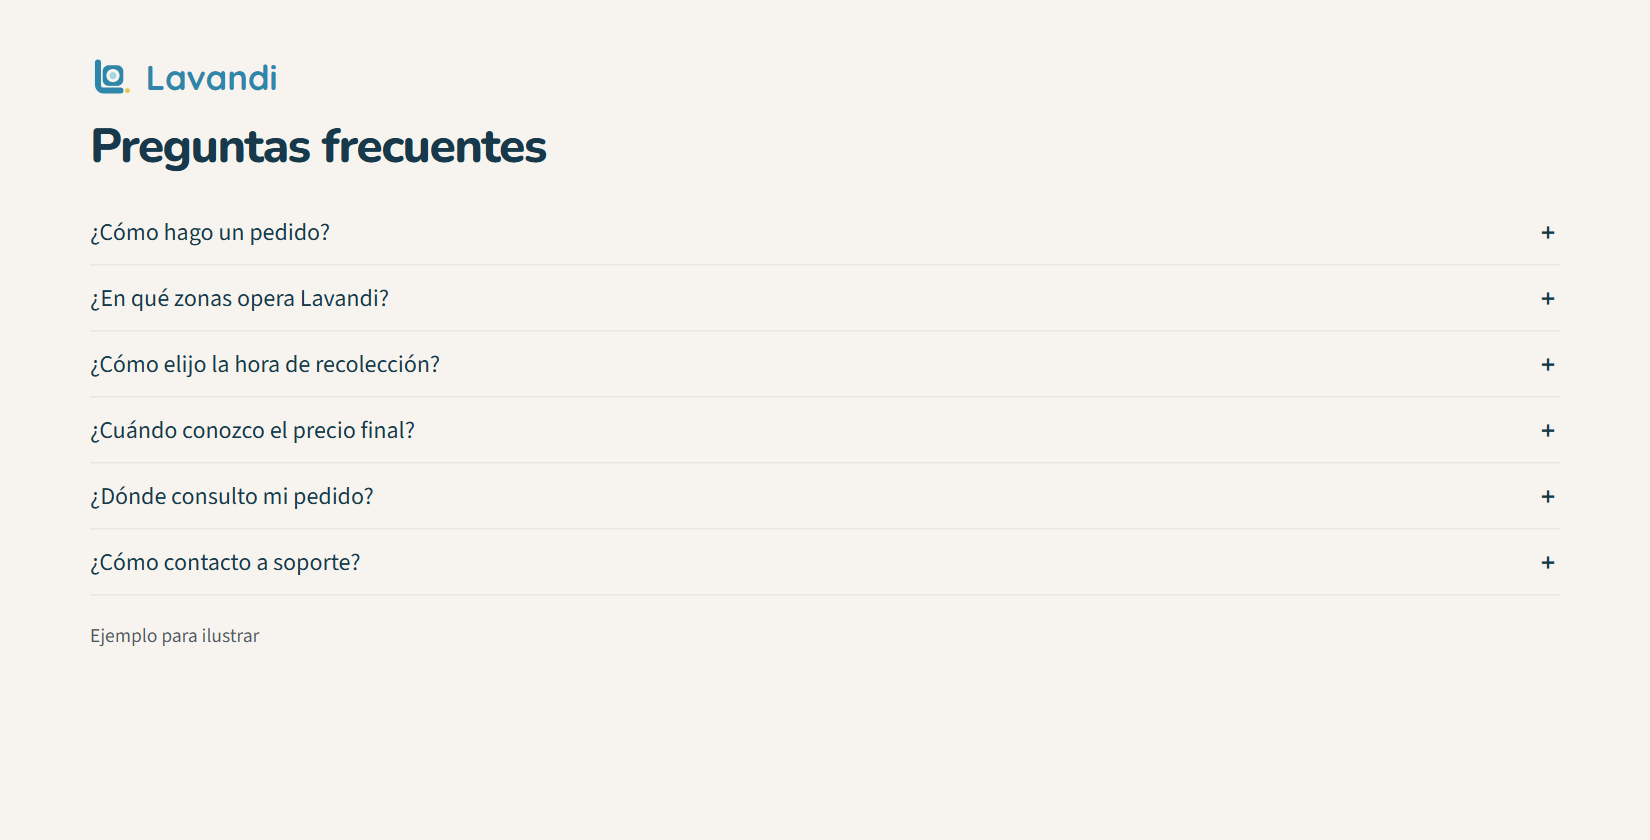 Lavandi
Preguntas frecuentes
¿Cómo hago un pedido? +
¿En qué zonas opera Lavandi? +
¿Cómo elijo la hora de recolección? +
¿Cuándo conozco el precio final? +
¿Dónde consulto mi pedido? +
¿Cómo contacto a soporte? +
Ejemplo para ilustrar